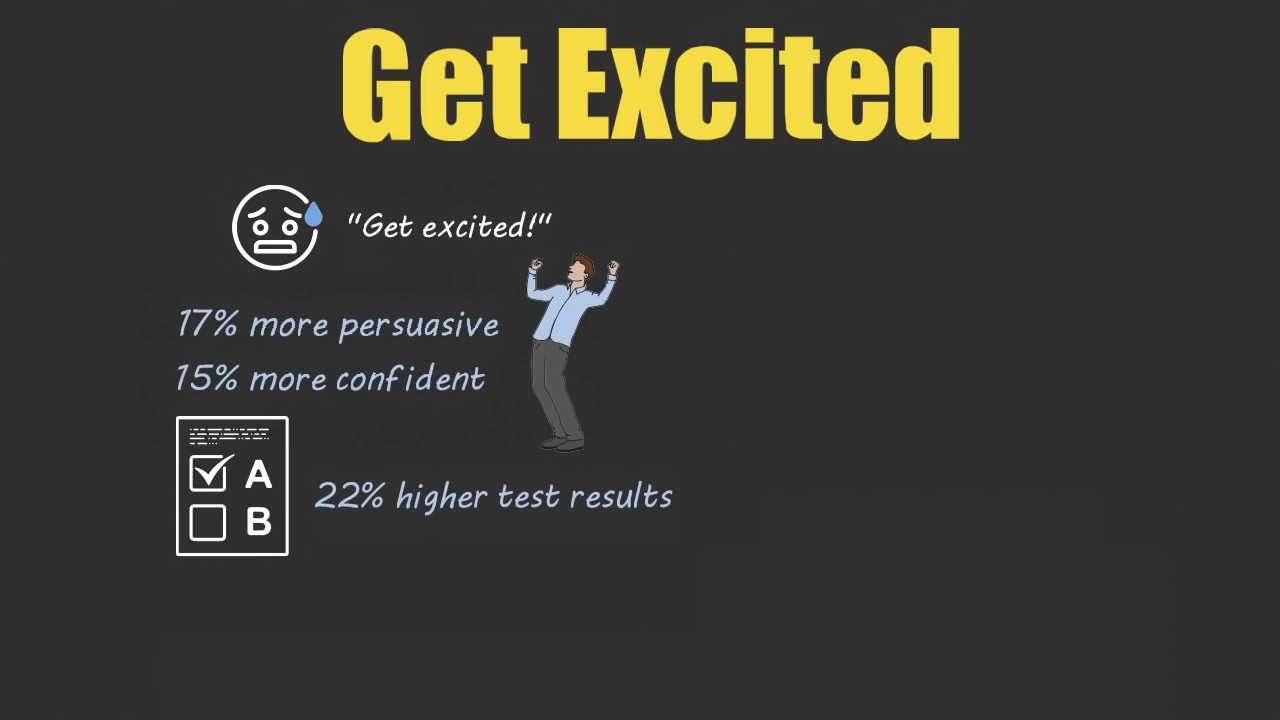 Get Excited
"Get excited!"
17% more persuasive
15% more confident
A
B
22% higher test results